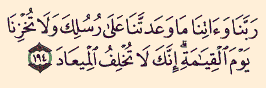 رَبَّنَا وَءَاتِنَا مَا وَعَدتَّنَا عَلَىٰ رُسُلِكَ وَلَا تُخْزِنَا
يَوْمَ ٱلْقِيَٰمَةِۗ إِنَّكَ لَا تُخْلِفُ ٱلْمِيعَادَ ۝١٩٤